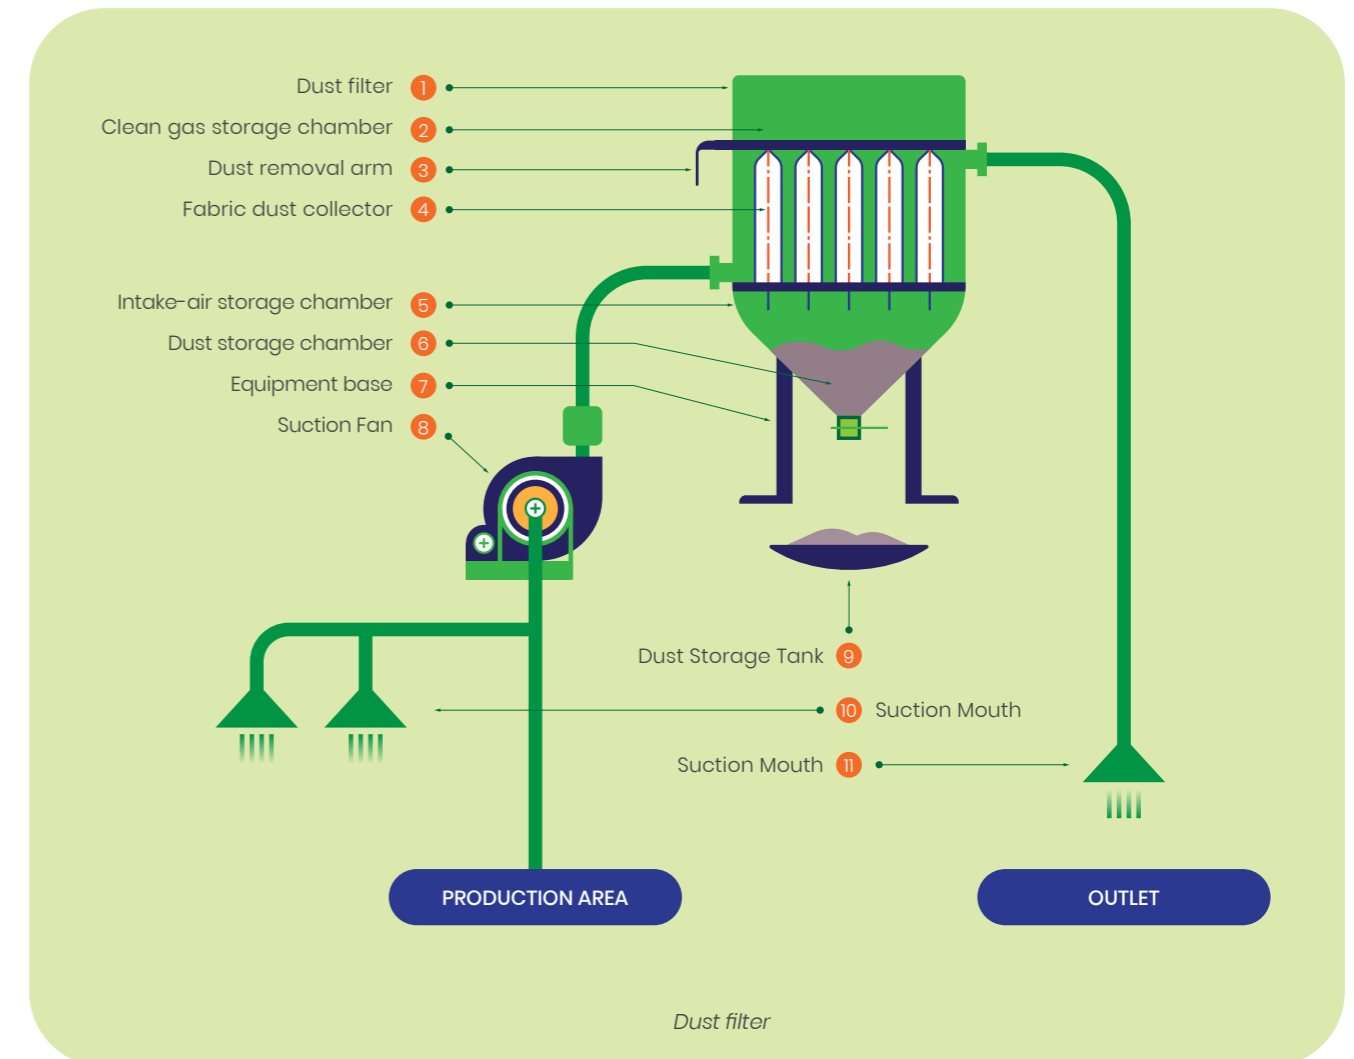 Dust filter 1
Clean gas storage chamber 2
Dust removal arm 3
Fabric dust collector 4
Intake-air storage chamber 5
Dust storage chamber 6
Equipment base 7
Suction Fan 8
Dust Storage Tank 9
10 Suction Mouth
Suction Mouth 11
PRODUCTION AREA
OUTLET
Dust filter